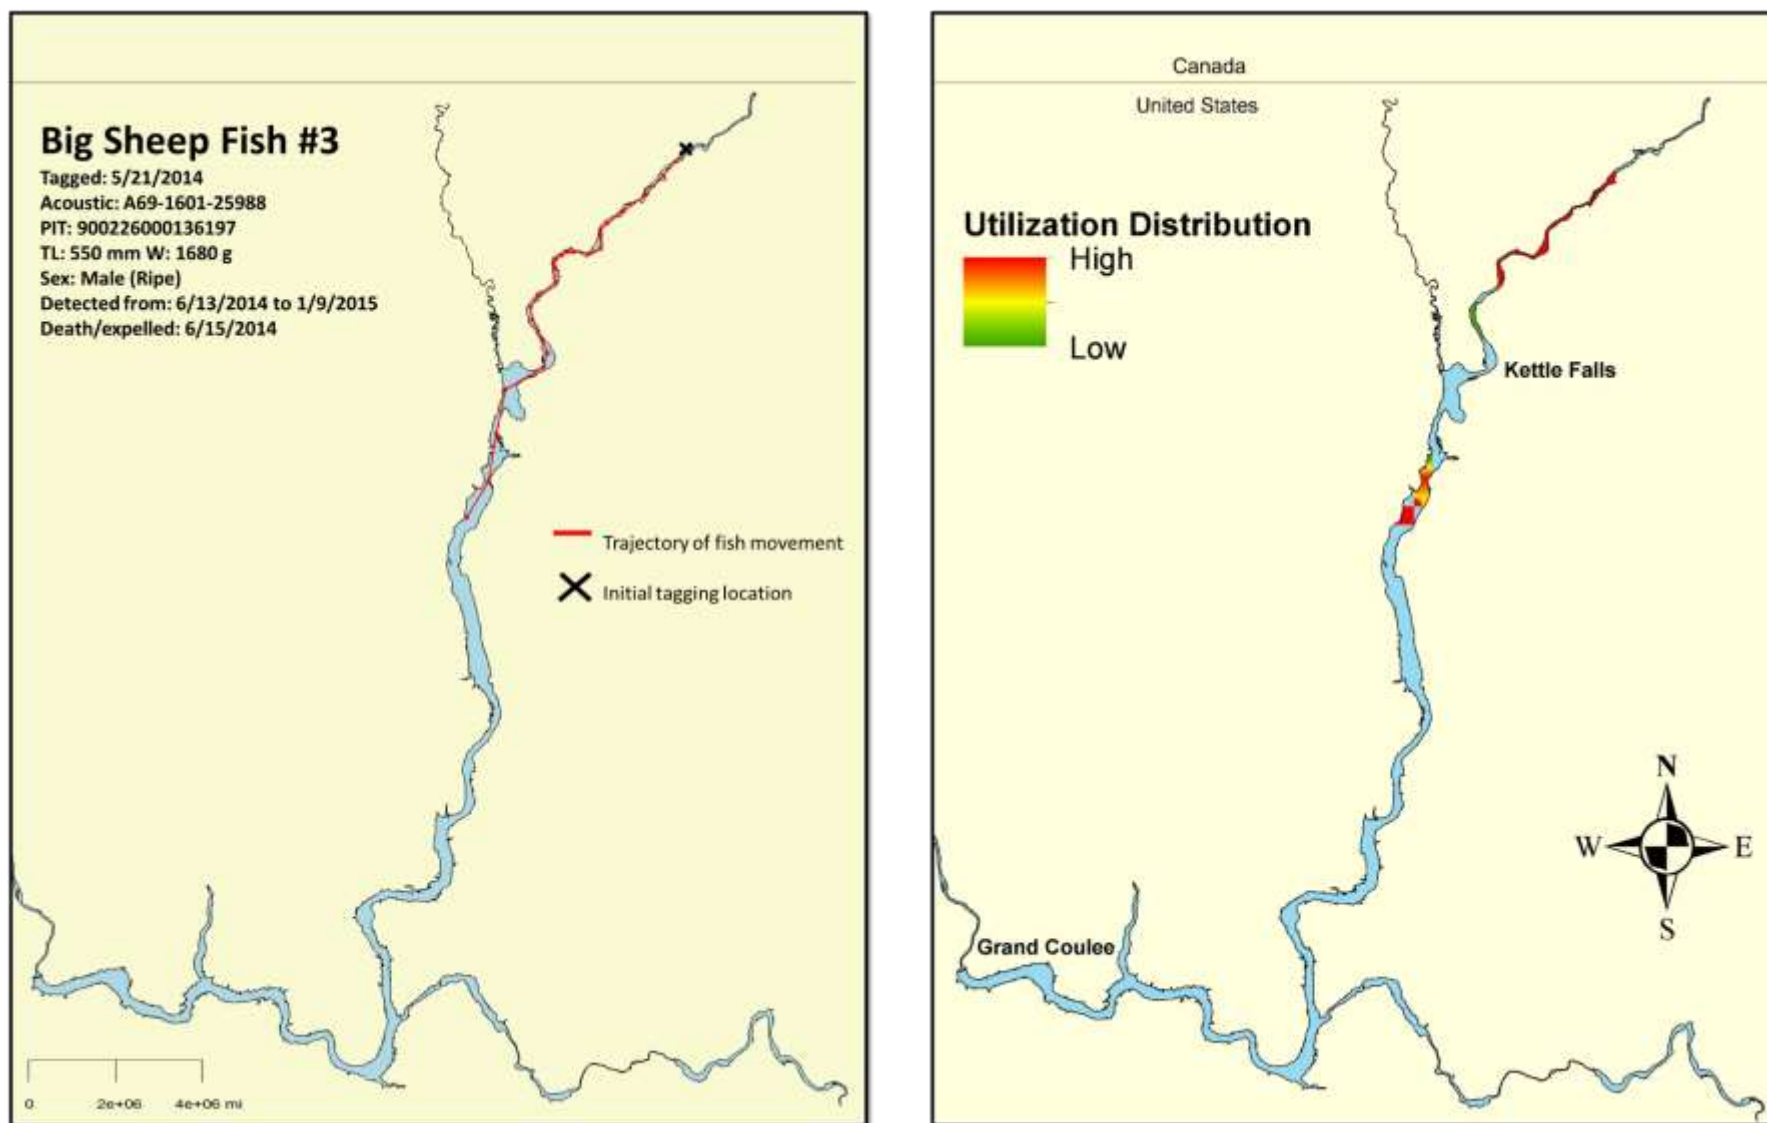 Big Sheep Fish #3
Tagged: 5/21/2014
Acoustic: A69-1601-25988
PIT: 900226000136197
TL: 550 mm W: 1680 g
Sex: Male (Ripe)
Detected from: 6/13/2014 to 1/9/2015
Death/expelled: 6/15/2014
Trajectory of fish movement
Initial tagging location
0 2e+06 4e+06 mi
Canada
United States
Utilization Distribution
High
Low
Kettle Falls
Grand Coulee
N
W E
S